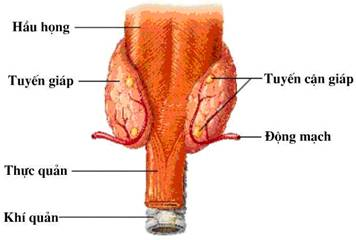 Hầu họng
Tuyến giáp
Tuyến cận giáp
Động mạch
Thực quản
Khí quản